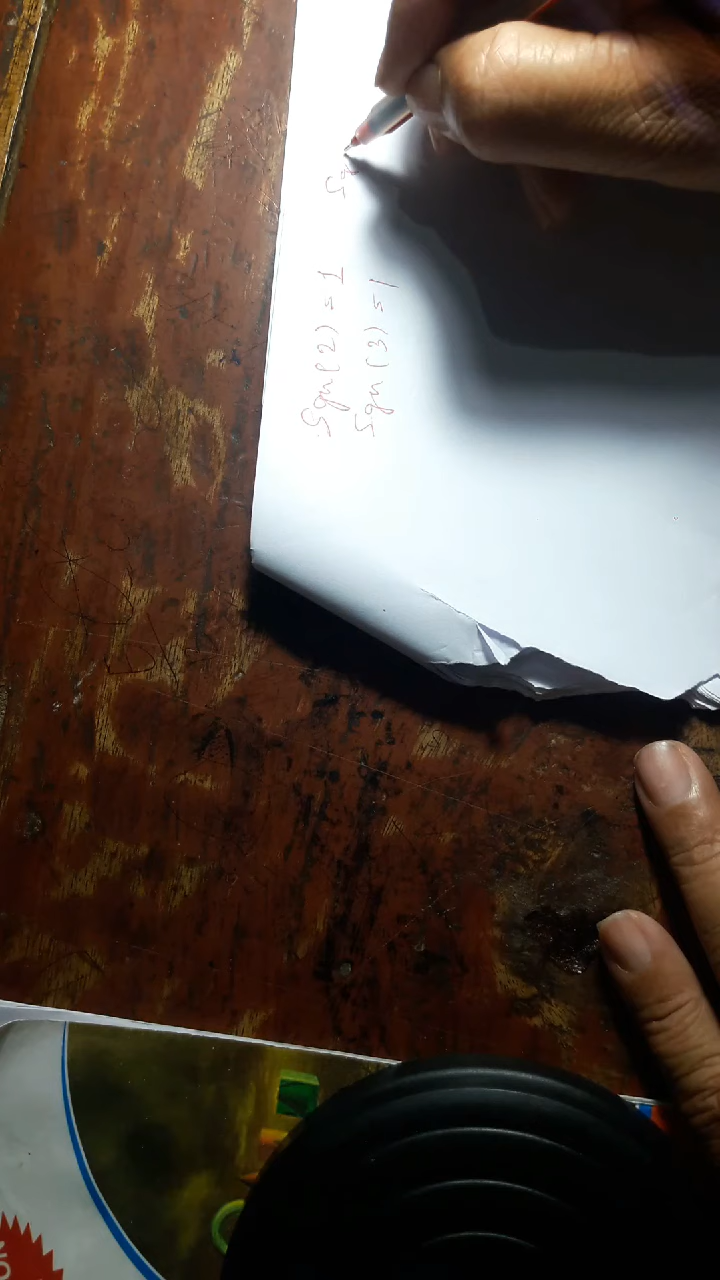 Sgn(2) = 1
Sgn(3) = 1